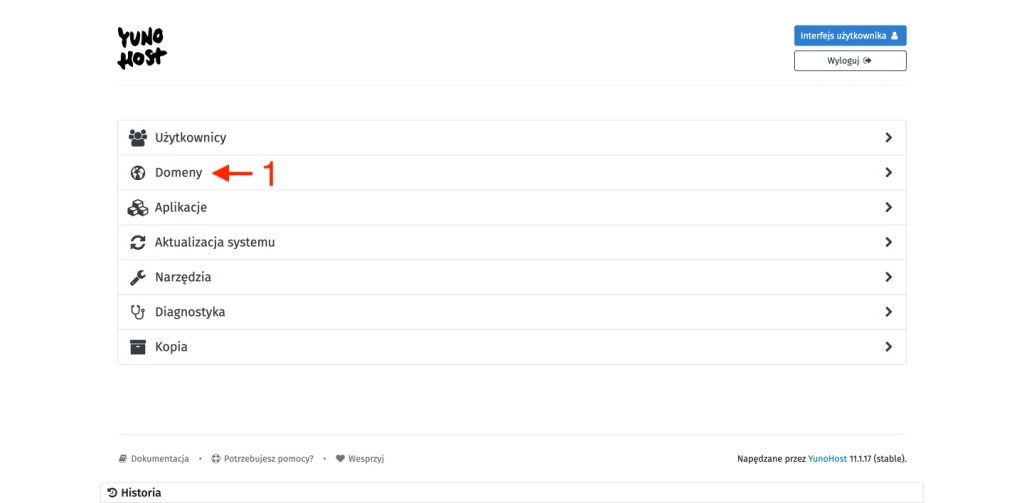 YUNO
HOST
Interfejs użytkownika
Wyloguj
Użytkownicy
Domeny 1
Aplikacje
Aktualizacja systemu
Narzędzia
Diagnostyka
Kopia
Dokumentacja • Potrzebujesz pomocy? • Wesprzyj
Napędzane przez YunoHost 11.1.17 (stable).
Historia